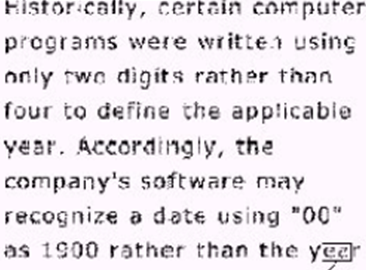 Historically, certain computer
programs were written using
only two digits rather than
four to define the applicable
year. Accordingly, the
company's software may
recognize a date using "00"
as 1900 rather than the year